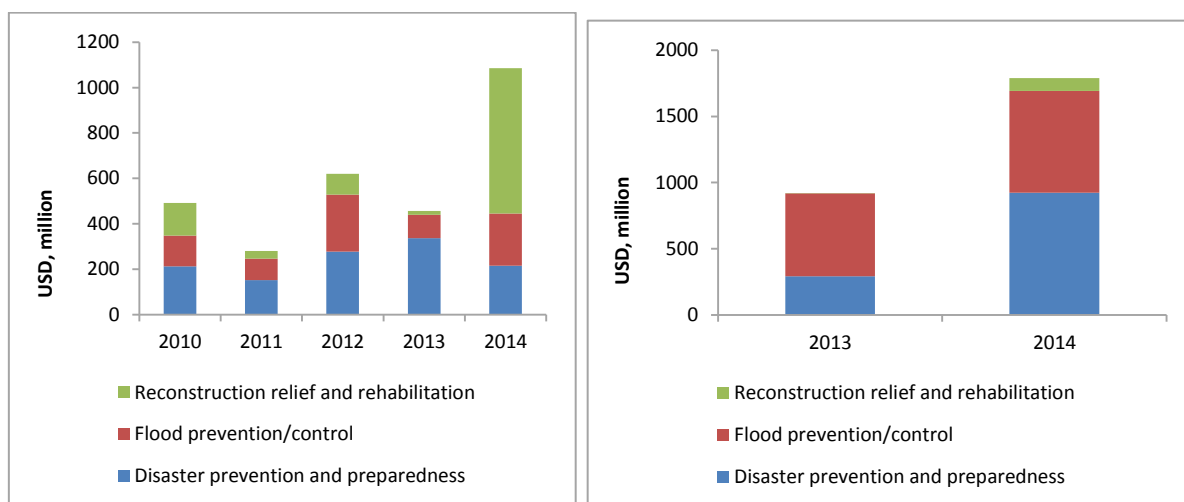 1200
1000
800
600
400
200
0
USD, million
2010 2011 2012 2013 2014
Reconstruction relief and rehabilitation
Flood prevention/control
Disaster prevention and preparedness
2000
1500
1000
500
0
USD, million
2013 2014
Reconstruction relief and rehabilitation
Flood prevention/control
Disaster prevention and preparedness